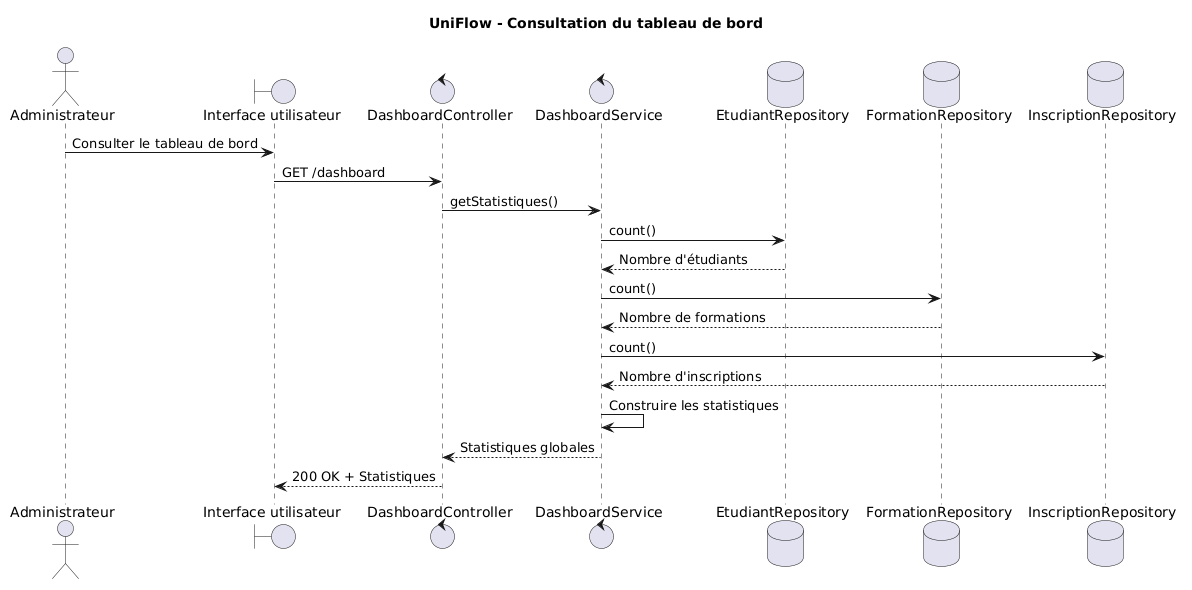 UniFlow - Consultation du tableau de bord
Administrateur Interface utilisateur DashboardController DashboardService EtudiantRepository FormationRepository InscriptionRepository
Consulter le tableau de bord
GET /dashboard
getStatistiques()
count()
Nombre d'étudiants
count()
Nombre de formations
count()
Nombre d'inscriptions
Construire les statistiques
Statistiques globales
200 OK + Statistiques
Administrateur Interface utilisateur DashboardController DashboardService EtudiantRepository FormationRepository InscriptionRepository